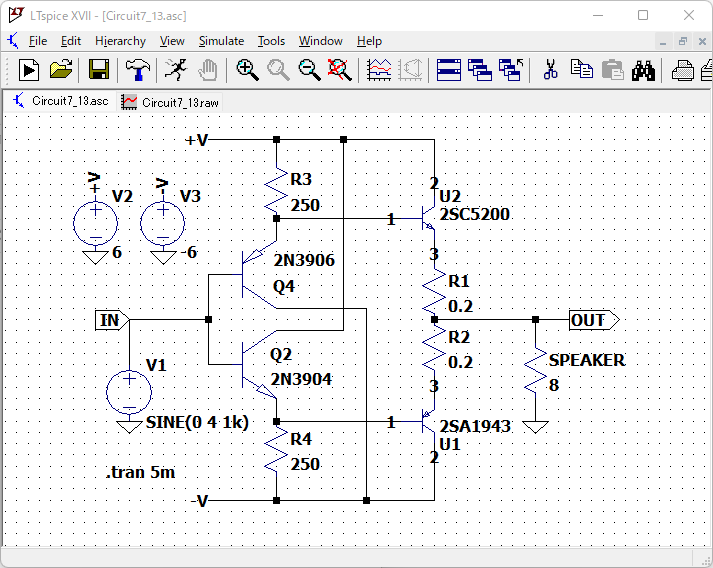 LTspice XVII - [Circuit7_13.asc]
File Edit Hierarchy View Simulate Tools Window Help
Circuit7_13.asc Circuit7_13.raw
+V
+V
V2
6
-V
V3
-6
R3
250
2
U2
2SC5200
1
3
2N3906
Q4
R1
0.2
IN
OUT
R2
0.2
Q2
2N3904
SPEAKER
8
V1
SINE(0 4 1k)
3
1
2SA1943
U1
2
R4
250
.tran 5m
-V